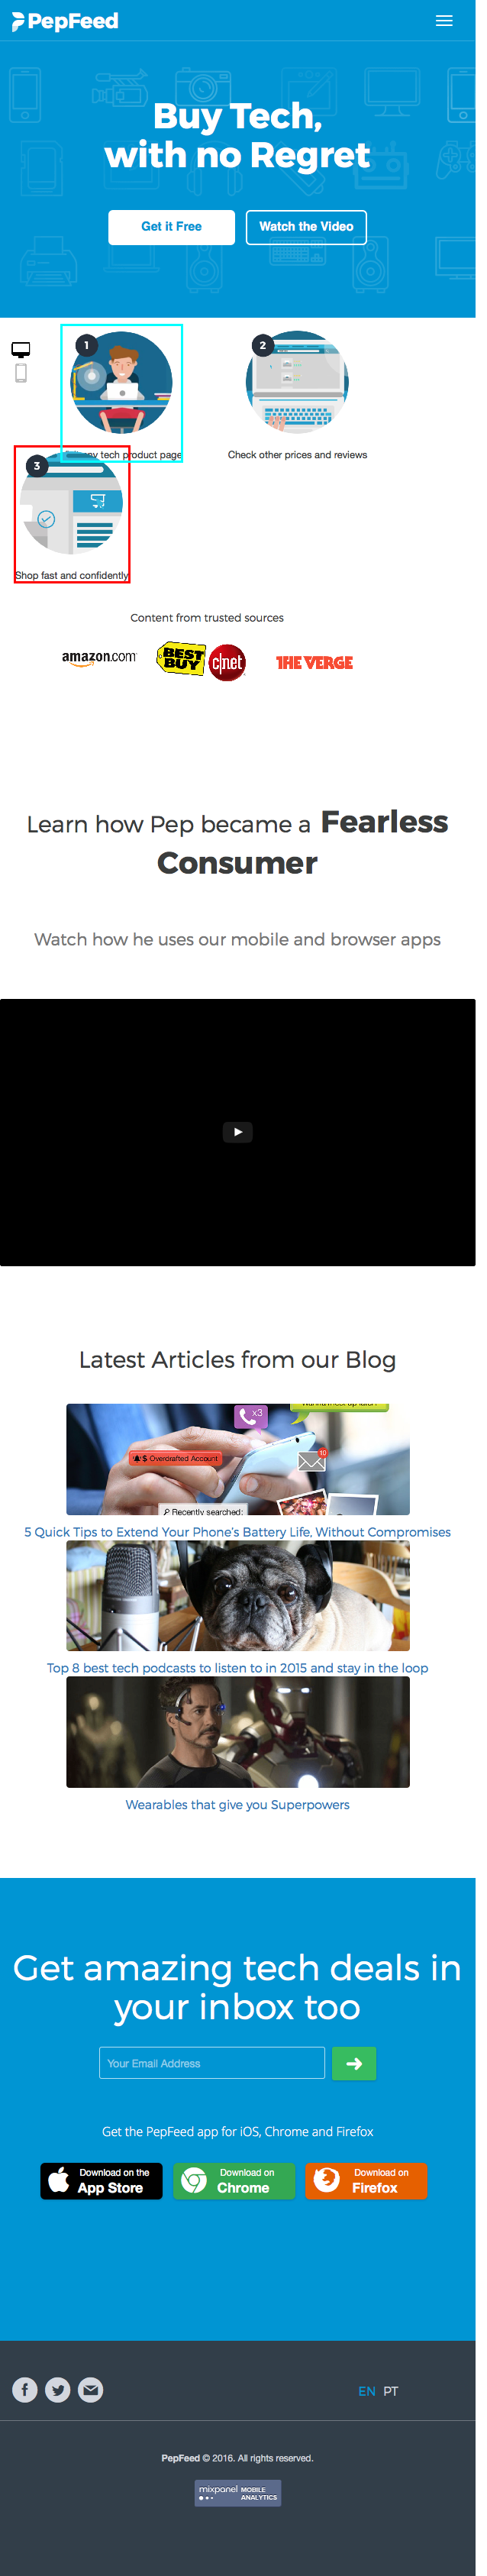 PepFeed
Buy Tech,
with no Regret
Get it Free
Watch the Video
1
2
tech product page
Check other prices and reviews
3
Shop fast and confidently
Content from trusted sources
amazon.com
BEST BUY
c|net
THE VERGE
Learn how Pep became a Fearless
Consumer
Watch how he uses our mobile and browser apps
Latest Articles from our Blog
x3
$ Overdrafted Account
10
Recently searched:
5 Quick Tips to Extend Your Phone's Battery Life, Without Compromises
Top 8 best tech podcasts to listen to in 2015 and stay in the loop
Wearables that give you Superpowers
Get amazing tech deals in
your inbox too
Your Email Address
Get the PepFeed app for iOS, Chrome and Firefox
Download on the
App Store
Download on
Chrome
Download on
Firefox
EN PT
PepFeed © 2016. All rights reserved.
mixpanel MOBILE
ANALYTICS